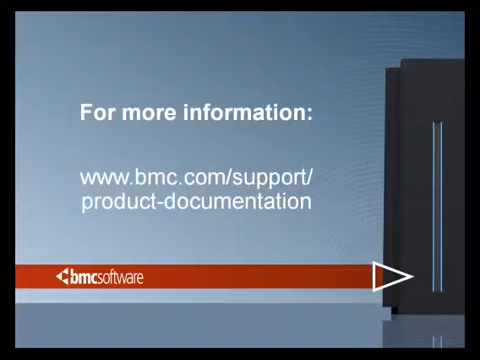 For more information:
www.bmc.com/support/
product-documentation
bmcsoftware